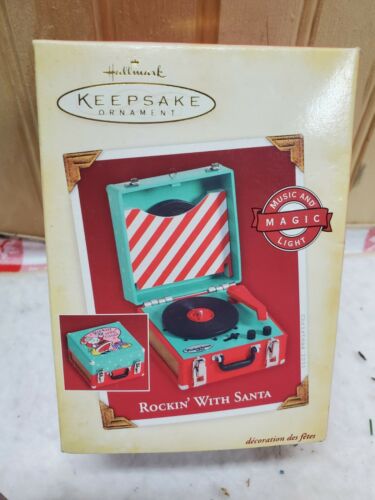 Hallmark
KEEPSAKE
ORNAMENT
MUSIC AND
MAGIC
LIGHT
ROCKIN' WITH SANTA
décoration des fêtes